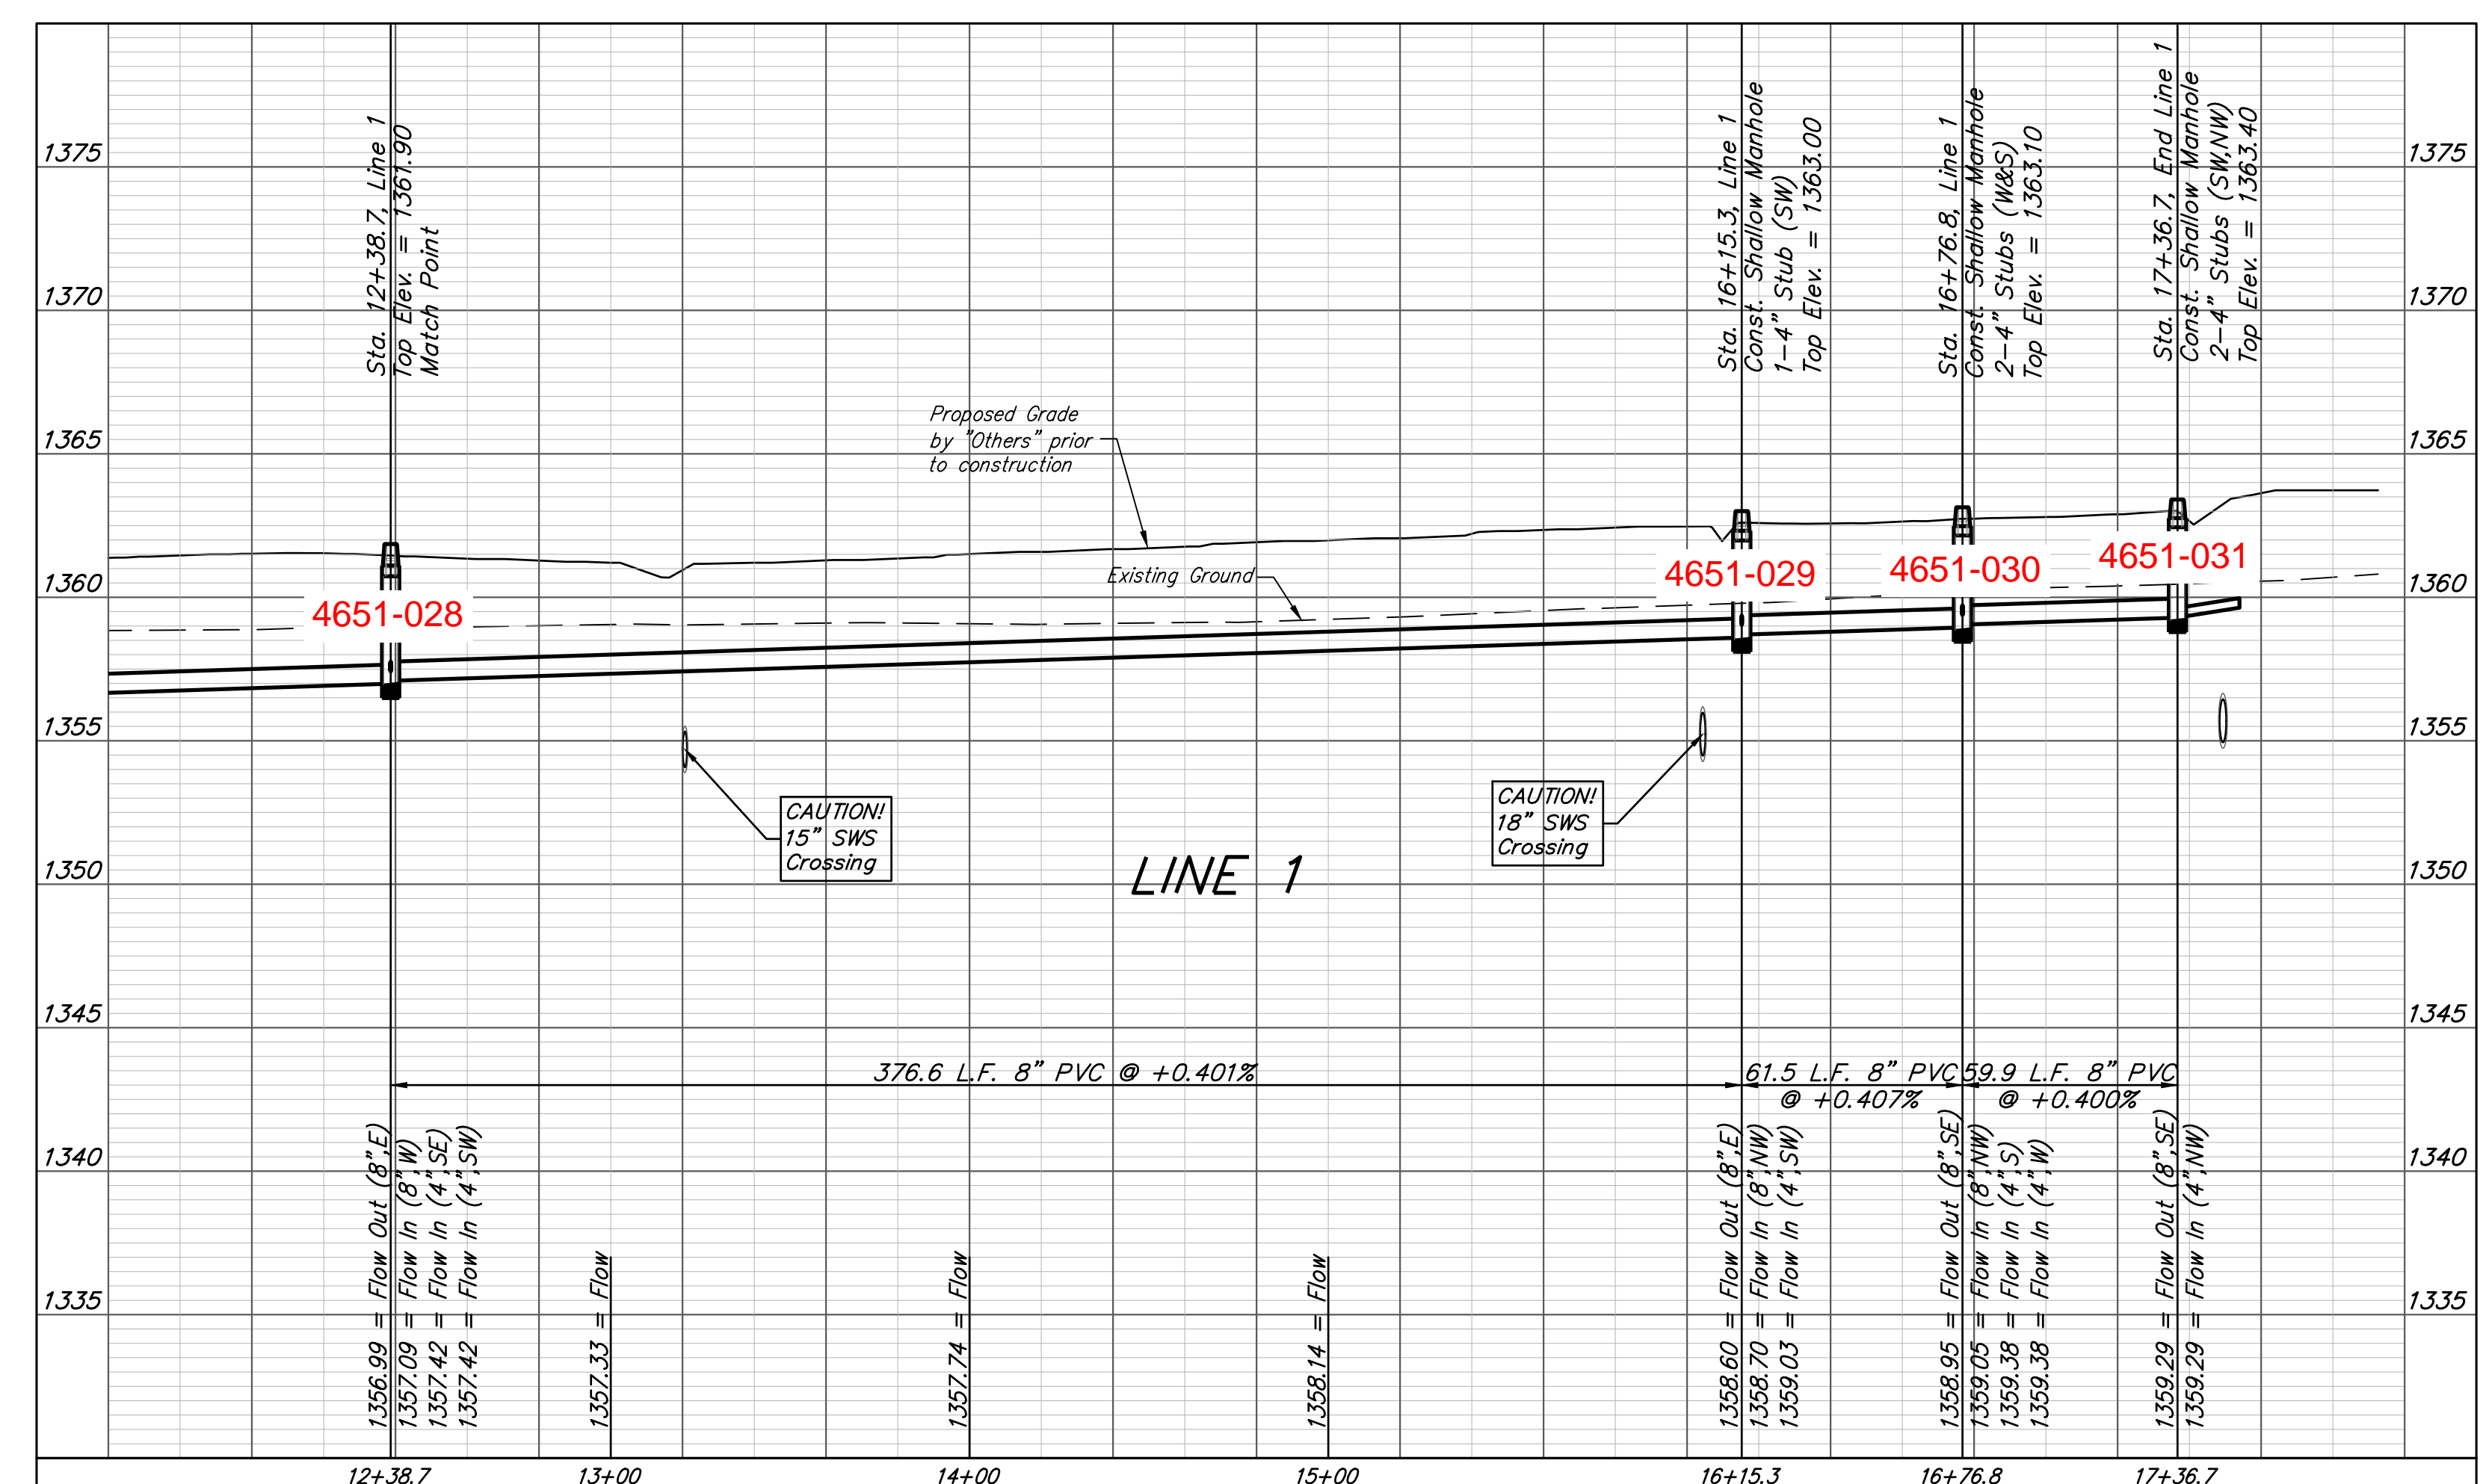 Sta. 12+38.7, Line 1
Top Elev. = 1361.90
Match Point
Sta. 16+15.3, Line 1
Const. Shallow Manhole
1-4" Stub (SW)
Top Elev. = 1363.00
Sta. 16+76.8, Line 1
Const. Shallow Manhole
2-4" Stubs (W&S)
Top Elev. = 1363.10
Sta. 17+36.7, End Line 1
Const. Shallow Manhole
2-4" Stubs (SW,NW)
Top Elev. = 1363.40
1375
1375
1370
1370
1365
1365
1360
1360
1355
1355
1350
1350
1345
1345
1340
1340
1335
1335
Proposed Grade
by "Others" prior
to construction
Existing Ground
4651-028
4651-029
4651-030
4651-031
CAUTION!
15" SWS
Crossing
CAUTION!
18" SWS
Crossing
LINE 1
376.6 L.F. 8" PVC @ +0.401%
61.5 L.F. 8" PVC
@ +0.407%
59.9 L.F. 8" PVC
@ +0.400%
1356.99 = Flow Out (8",E)
1357.09 = Flow In (8",W)
1357.42 = Flow In (4",SE)
1357.42 = Flow In (4",SW)
1357.33 = Flow
1357.74 = Flow
1358.14 = Flow
1358.60 = Flow Out (8",E)
1358.70 = Flow In (8",NW)
1359.03 = Flow In (4",SW)
1358.95 = Flow Out (8",SE)
1359.05 = Flow In (8",NW)
1359.38 = Flow In (4",S)
1359.38 = Flow In (4",W)
1359.29 = Flow Out (8",SE)
1359.29 = Flow In (4",NW)
12+38.7
13+00
14+00
15+00
16+15.3
16+76.8
17+36.7